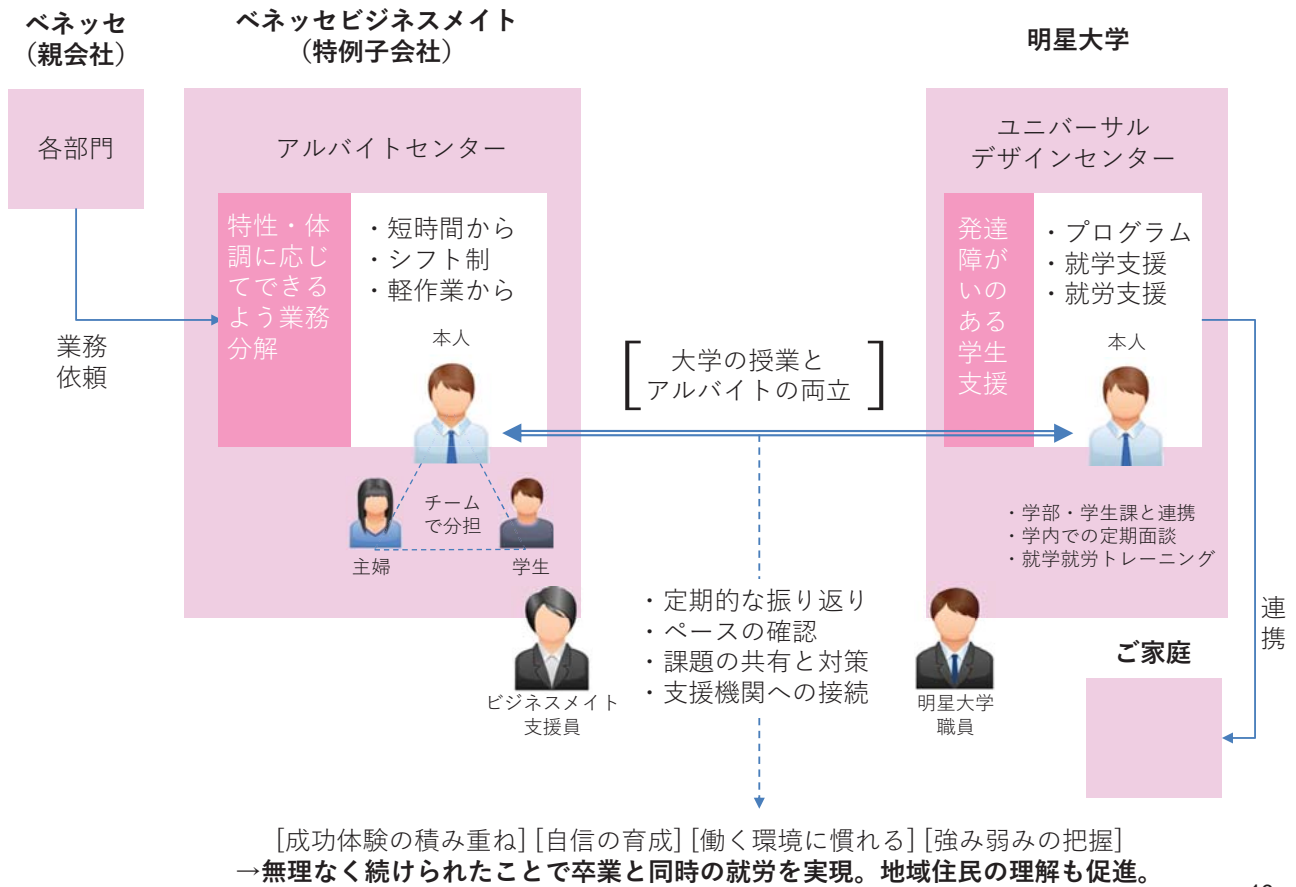 ベネッセ
（親会社）
ベネッセビジネスメイト
（特例子会社）
明星大学
各部門
業務
依頼
アルバイトセンター
特性・体
調に応じ
てできる
よう業務
分解
・短時間から
・シフト制
・軽作業から
本人
チーム
で分担
主婦
学生
ビジネスメイト
支援員
大学の授業と
アルバイトの両立
・定期的な振り返り
・ペースの確認
・課題の共有と対策
・支援機関への接続
ユニバーサル
デザインセンター
発達
障が
いの
ある
学生
支援
・プログラム
・就学支援
・就労支援
本人
・学部・学生課と連携
・学内での定期面談
・就学就労トレーニング
明星大学
職員
連
携
ご家庭
[成功体験の積み重ね] [自信の育成] [働く環境に慣れる] [強み弱みの把握]
→無理なく続けられたことで卒業と同時の就労を実現。地域住民の理解も促進。